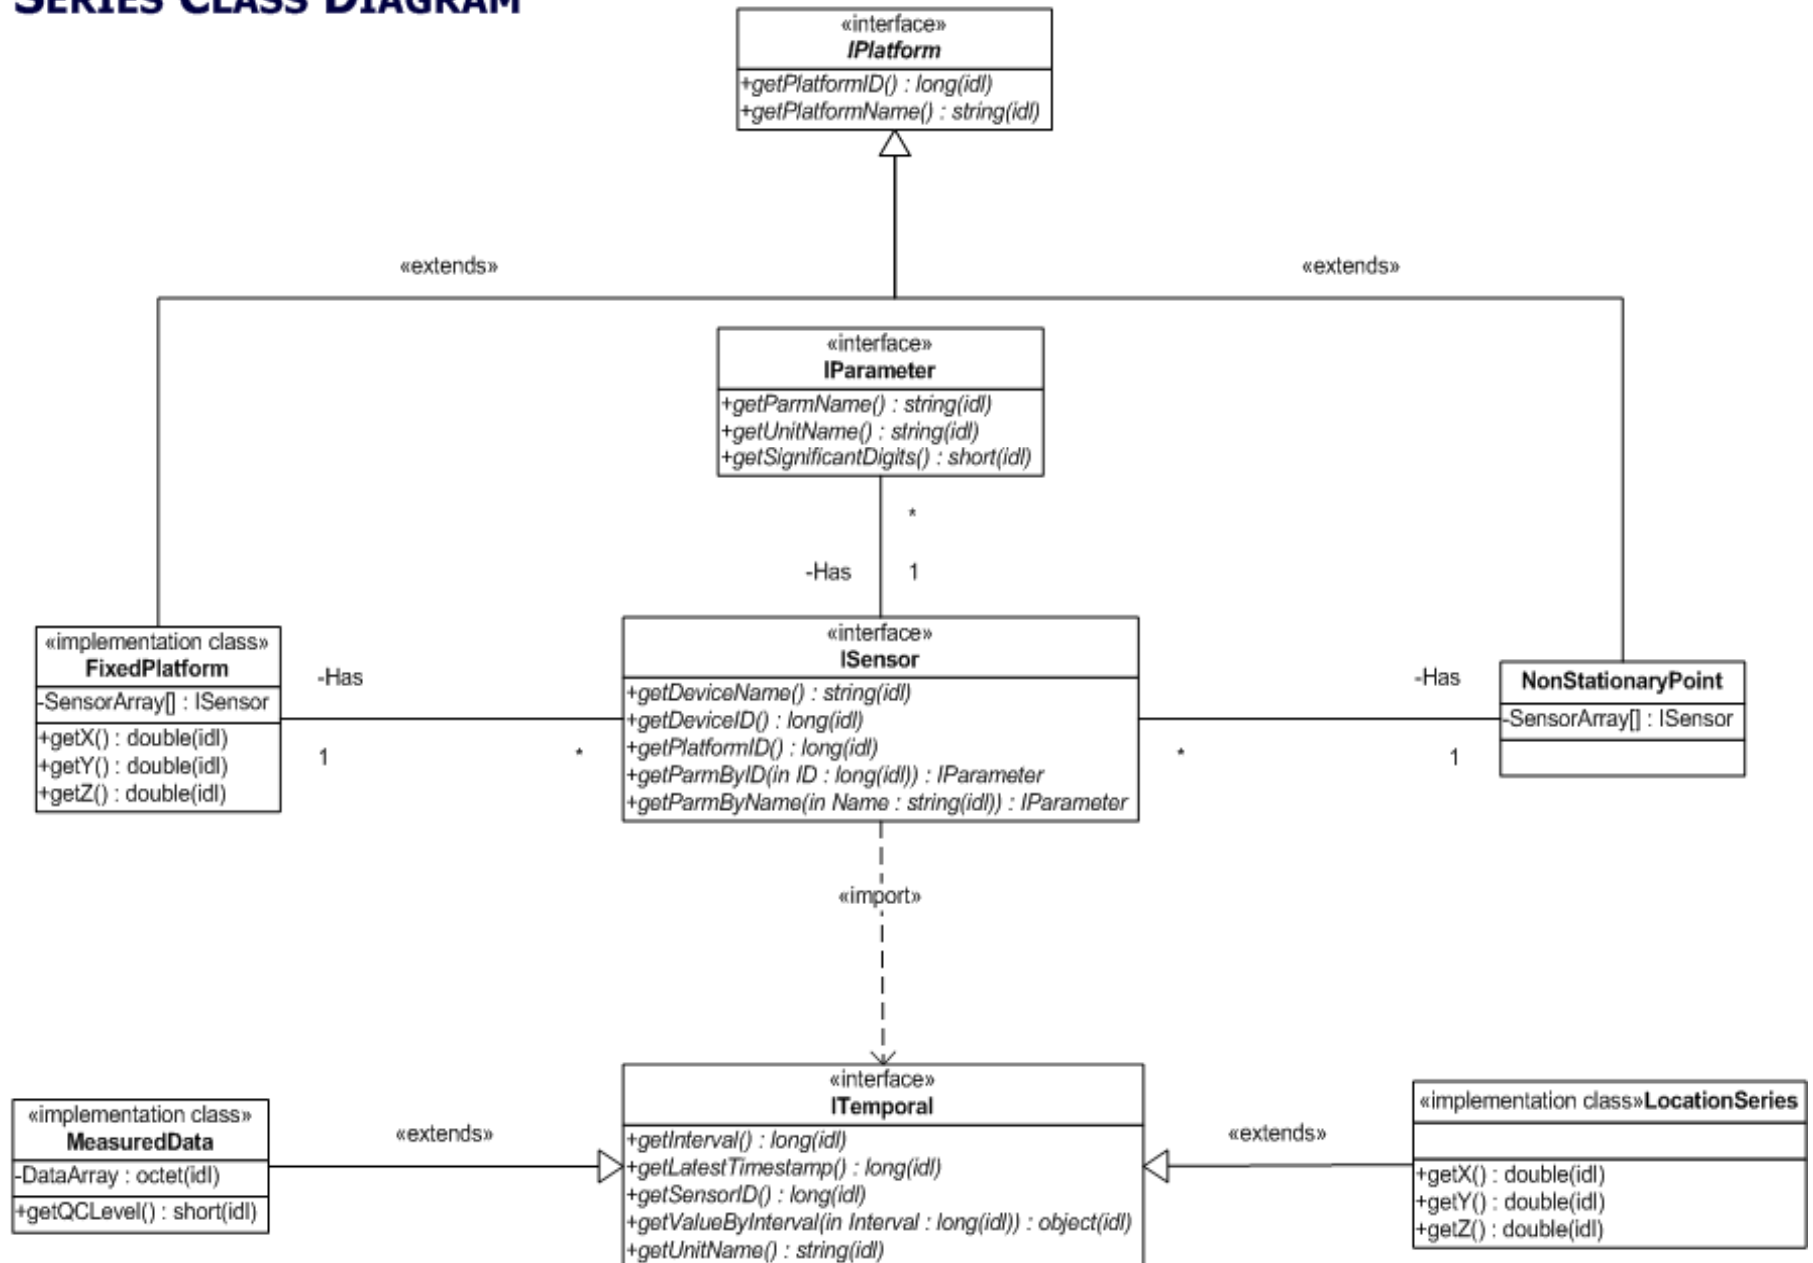 SERIES CLASS DIAGRAM
«interface»
IPlatform
+getPlatformID() : long(idl)
+getPlatformName() : string(idl)
«extends»
«extends»
«interface»
IParameter
+getParmName() : string(idl)
+getUnitName() : string(idl)
+getSignificantDigits() : short(idl)
*
-Has
1
«implementation class»
FixedPlatform
-SensorArray[] : ISensor
+getX() : double(idl)
+getY() : double(idl)
+getZ() : double(idl)
-Has
1
*
«interface»
ISensor
+getDeviceName() : string(idl)
+getDeviceID() : long(idl)
+getPlatformID() : long(idl)
+getParmByID(in ID : long(idl)) : IParameter
+getParmByName(in Name : string(idl)) : IParameter
-Has
*
1
NonStationaryPoint
-SensorArray[] : ISensor
«import»
«implementation class»
MeasuredData
-DataArray : octet(idl)
+getQCLevel() : short(idl)
«extends»
«interface»
ITemporal
+getInterval() : long(idl)
+getLatestTimestamp() : long(idl)
+getSensorID() : long(idl)
+getValueByInterval(in Interval : long(idl)) : object(idl)
+getUnitName() : string(idl)
«extends»
«implementation class»LocationSeries
+getX() : double(idl)
+getY() : double(idl)
+getZ() : double(idl)